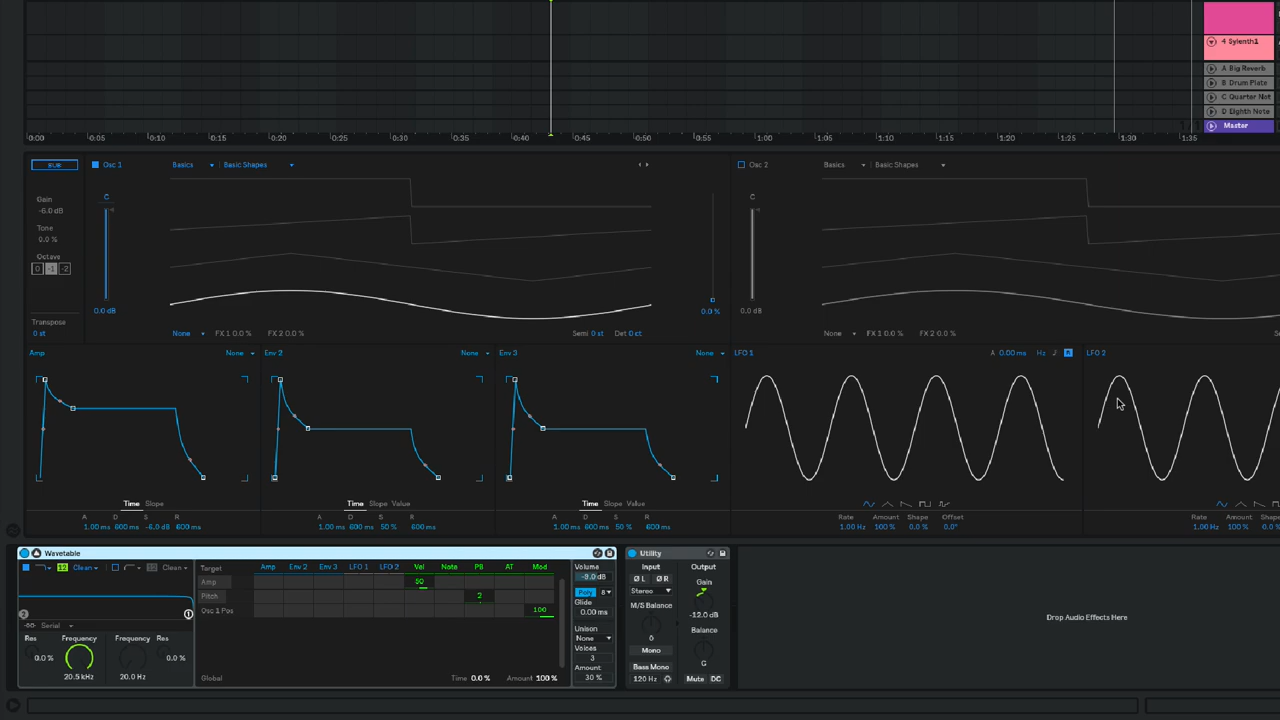 4 Sylenth1
A Big Reverb
B Drum Plate
C Quarter Not
D Eighth Note
Master
0:00 0:05 0:10 0:15 0:20 0:25 0:30 0:35 0:40 0:45 0:50 0:55 1:00 1:05 1:10 1:15 1:20 1:25 1:30 1:35
SUB Osc 1 Basics Basic Shapes Osc 2 Basics Basic Shapes
Gain C C
-6.0 dB
Tone
0.0 %
Octave
0 -1 -2
0.0 dB 0.0 % 0.0 dB
Transpose
0 st None FX 1 0.0 % FX 2 0.0 % Semi 0 st Det 0 ct None FX 1 0.0 % FX 2 0.0 %
Amp None Env 2 None Env 3 None LFO 1 A 0.00 ms Hz R LFO 2
Time Slope Time Slope Value Time Slope Value
A D S R A D S R A D S R Rate Amount Shape Offset Rate Amount Shape
1.00 ms 600 ms -6.0 dB 600 ms 1.00 ms 600 ms 50 % 600 ms 1.00 ms 600 ms 50 % 600 ms 1.00 Hz 100 % 0.0 % 0.0° 1.00 Hz 100 % 0.0
Wavetable Utility
12 Clean 12 Clean Target Amp Env 2 Env 3 LFO 1 LFO 2 Vel Note PB AT Mod Volume Input Output
Amp 50 -9.0 dB Ø L Ø R Gain
Pitch 2 Poly 8 Stereo
Osc 1 Pos 100 Glide M/S Balance
2 1 0.00 ms -12.0 dB
Serial Unison Balance
Res Frequency Frequency Res None 0
Voices Mono
0.0 % 0.0 % 3 C
20.5 kHz 20.0 Hz Amount Bass Mono
Global Time 0.0 % Amount 100 % 30 % 120 Hz Mute DC
Drop Audio Effects Here